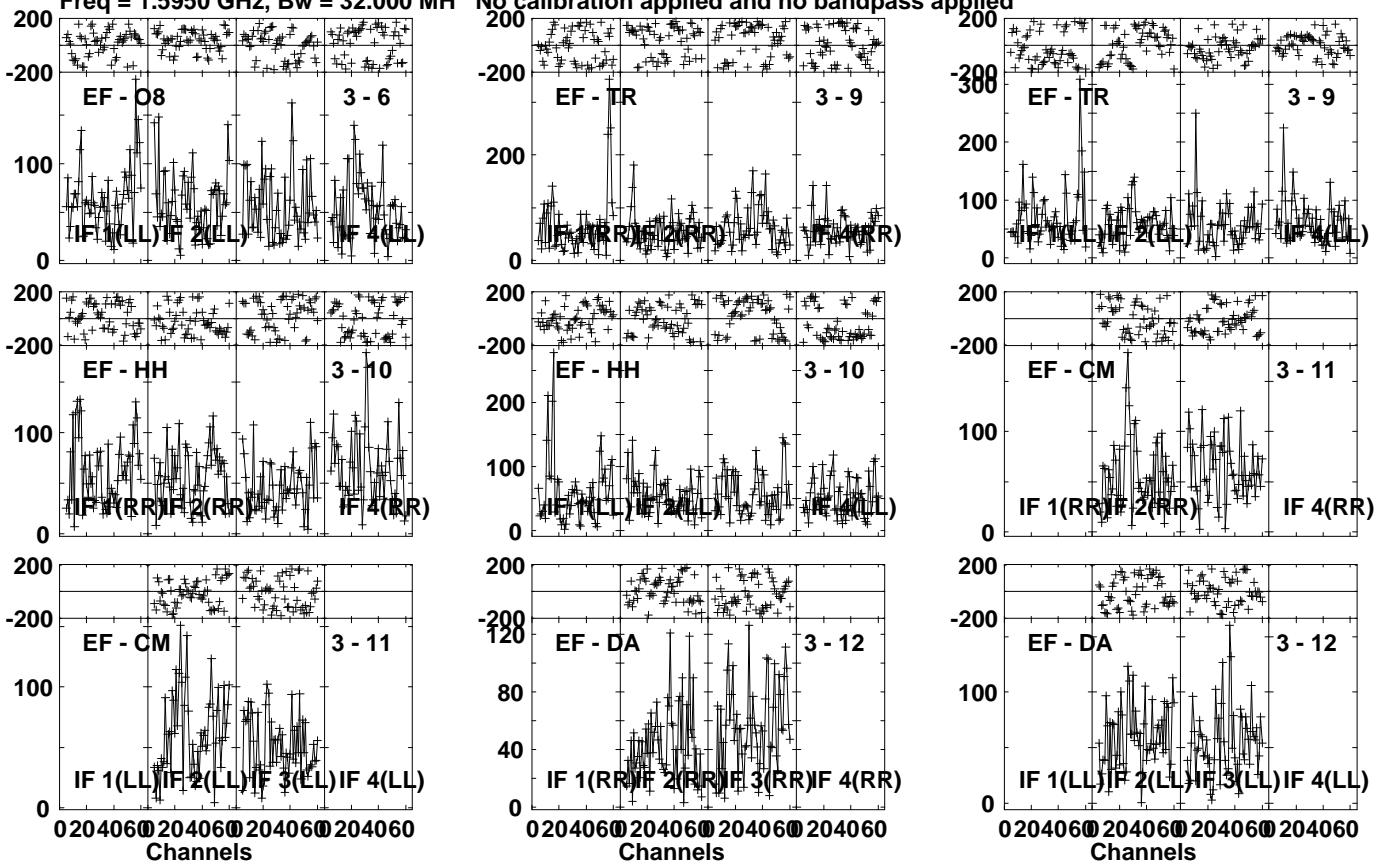 Freq = 1.5950 GHz, Bw = 32.000 MH No calibration applied and no bandpass applied
200
-200
EF - O8
3 - 6
100
0
IF 1(LL) IF 2(LL) IF 4(LL)
200
-200
EF - TR
3 - 9
200
0
IF 1(RR) IF 2(RR) IF 4(RR)
200
-200
300
EF - TR
3 - 9
200
100
0
IF 1(LL) IF 2(LL) IF 4(LL)
200
-200
EF - HH
3 - 10
100
0
IF 1(RR) IF 2(RR) IF 4(RR)
200
-200
EF - HH
3 - 10
200
100
0
IF 1(LL) IF 2(LL) IF 4(LL)
200
-200
EF - CM
3 - 11
100
0
IF 1(RR) IF 2(RR) IF 4(RR)
200
-200
EF - CM
3 - 11
100
0
IF 1(LL) IF 2(LL) IF 3(LL) IF 4(LL)
0 20 40 60 0 20 40 60 0 20 40 60 0 20 40 60
Channels
200
-200
120
EF - DA
3 - 12
80
40
0
IF 1(RR) IF 2(RR) IF 3(RR) IF 4(RR)
0 20 40 60 0 20 40 60 0 20 40 60 0 20 40 60
Channels
200
-200
EF - DA
3 - 12
100
0
IF 1(LL) IF 2(LL) IF 3(LL) IF 4(LL)
0 20 40 60 0 20 40 60 0 20 40 60 0 20 40 60
Channels